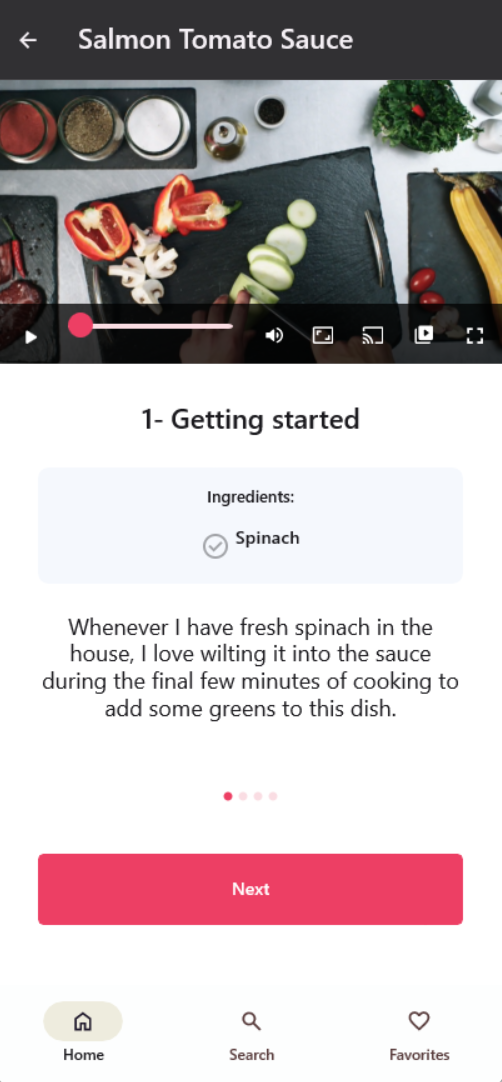 Salmon Tomato Sauce
1- Getting started
Ingredients:
Spinach
Whenever I have fresh spinach in the
house, I love wilting it into the sauce
during the final few minutes of cooking to
add some greens to this dish.
Next
Home
Search
Favorites